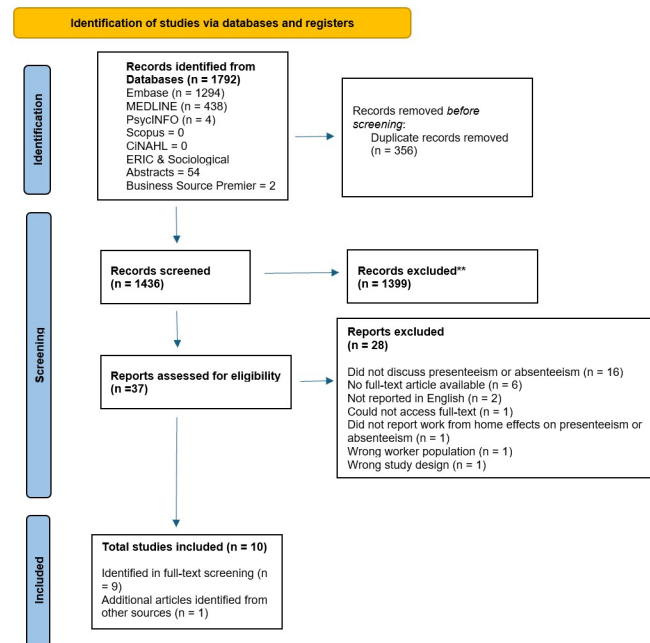 Identification of studies via databases and registers
Identification
Records identified from
Databases (n = 1792)
Embase (n = 1294)
MEDLINE (n = 438)
PsycINFO (n = 4)
Scopus = 0
CiNAHL = 0
ERIC & Sociological
Abstracts = 54
Business Source Premier = 2
Records removed before
screening:
Duplicate records removed
(n = 356)
Screening
Records screened
(n = 1436)
Records excluded**
(n = 1399)
Reports assessed for eligibility
(n =37)
Reports excluded
(n = 28)
Did not discuss presenteeism or absenteeism (n = 16)
No full-text article available (n = 6)
Not reported in English (n = 2)
Could not access full-text (n = 1)
Did not report work from home effects on presenteeism or
absenteeism (n = 1)
Wrong worker population (n = 1)
Wrong study design (n = 1)
Included
Total studies included (n = 10)
Identified in full-text screening (n
= 9)
Additional articles identified from
other sources (n = 1)